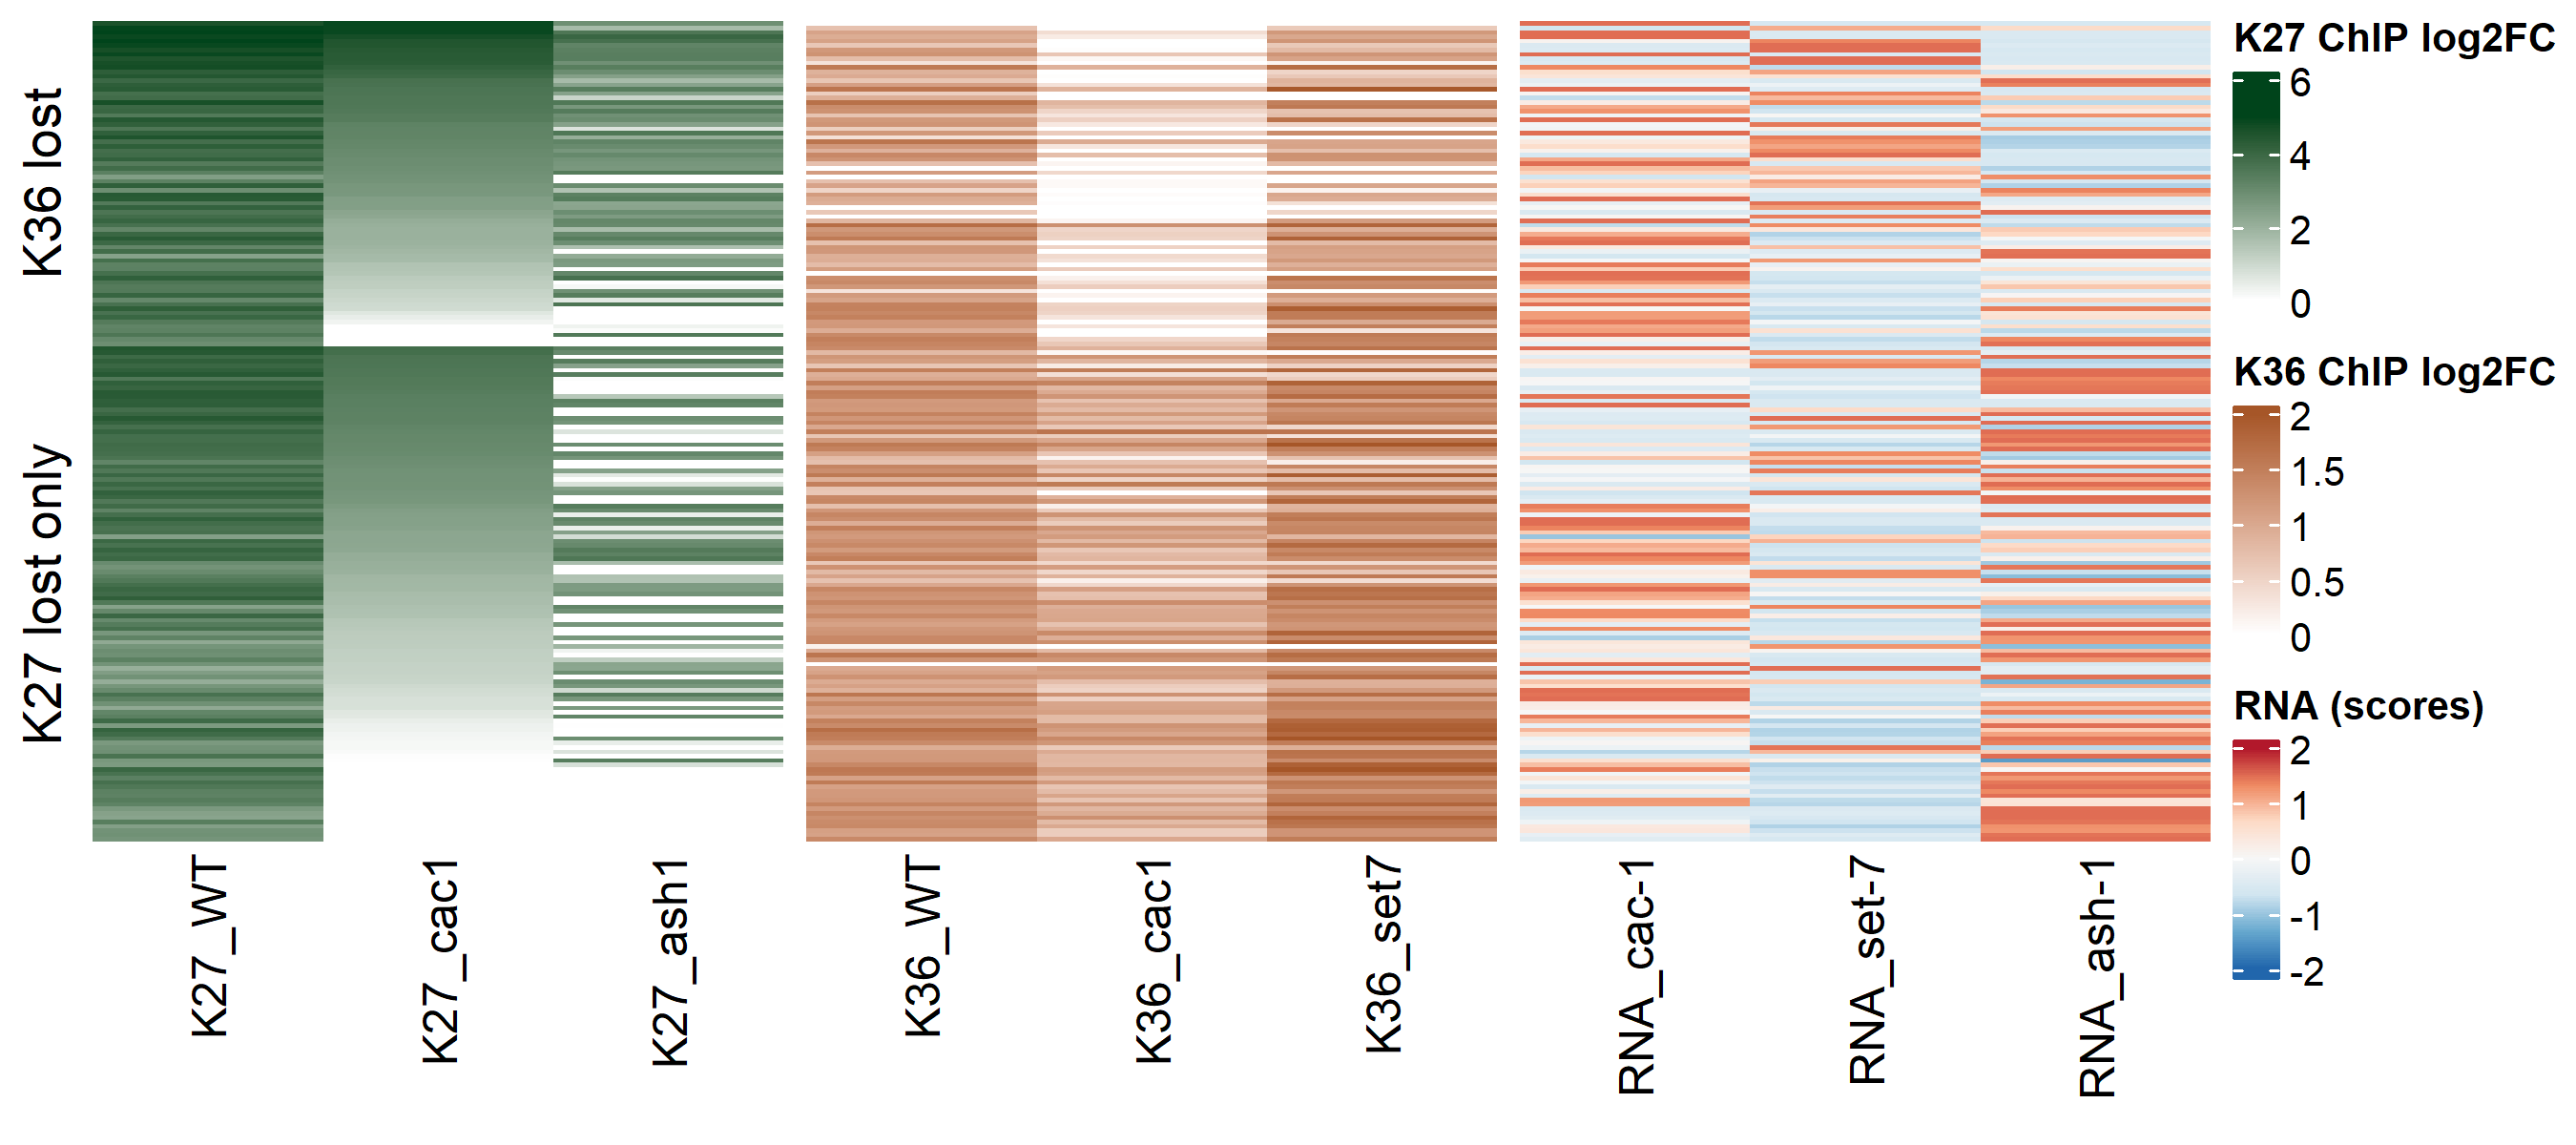 K36 lost
K27 lost only
K27_WT
K27_cac1
K27_ash1
K36_WT
K36_cac1
K36_set7
RNA_cac-1
RNA_set-7
RNA_ash-1
K27 ChIP log2FC
6
4
2
0
K36 ChIP log2FC
2
1.5
1
0.5
0
RNA (scores)
2
1
0
-1
-2